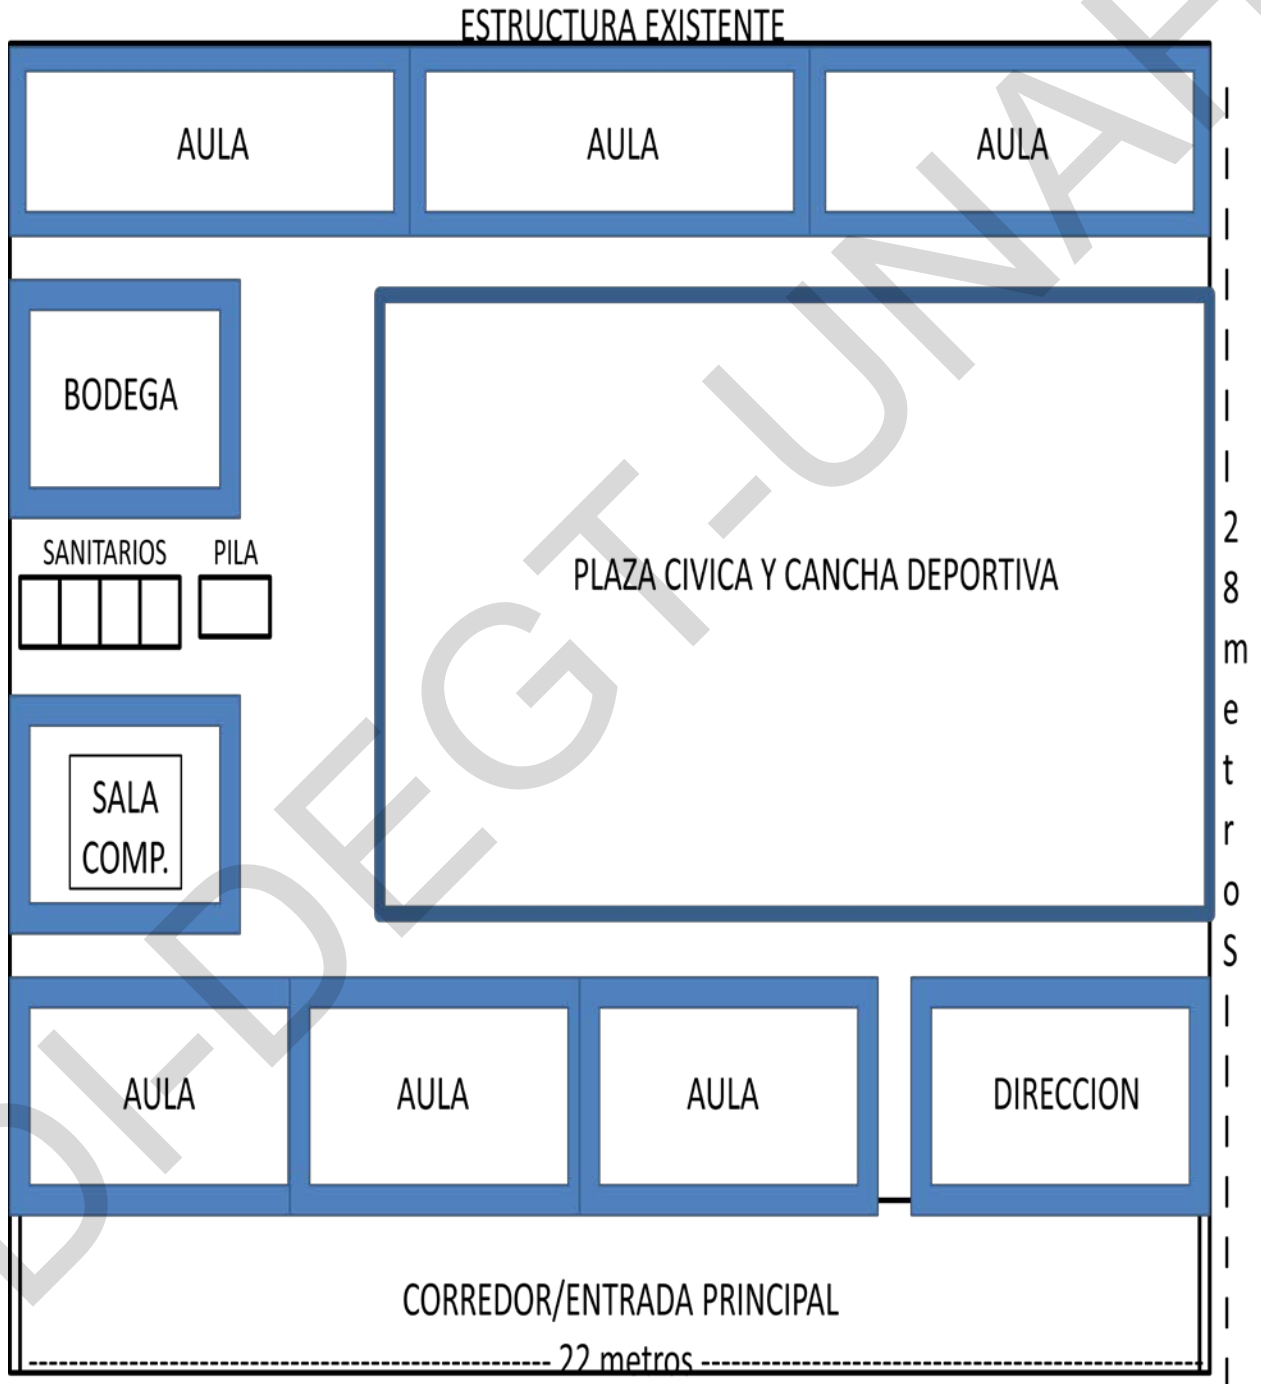 ESTRUCTURA EXISTENTE
AULA
AULA
AULA
BODEGA
SANITARIOS
PILA
PLAZA CIVICA Y CANCHA DEPORTIVA
28 metros
SALA
COMP.
AULA
AULA
AULA
DIRECCION
CORREDOR/ENTRADA PRINCIPAL
22 metros
DI-DEGT-UNAH